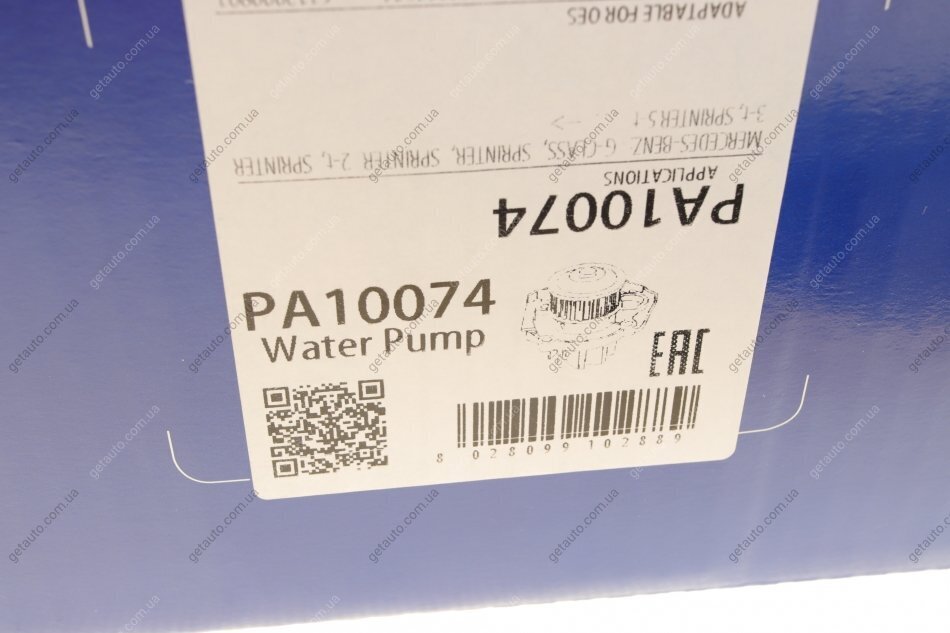 ADAPTABLE FOR OES
3-t, SPRINTER 5-t
MERCEDES-BENZ G-CLASS, SPRINTER, SPRINTER 2-t, SPRINTER
APPLICATIONS
PA10074
PA10074
Water Pump
EAC
8 028099 102889
getauto.com.ua